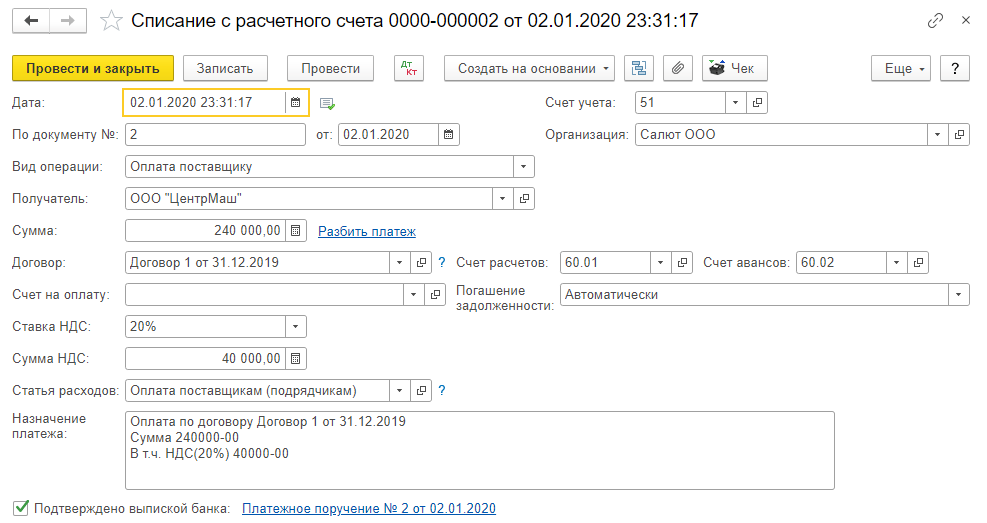 Списание с расчетного счета 0000-000002 от 02.01.2020 23:31:17
Провести и закрыть Записать Провести Дт Кт Создать на основании Чек Еще ?
Дата: 02.01.2020 23:31:17 Счет учета: 51
По документу №: 2 от: 02.01.2020 Организация: Салют ООО
Вид операции: Оплата поставщику
Получатель: ООО "ЦентрМаш"
Сумма: 240 000,00 Разбить платеж
Договор: Договор 1 от 31.12.2019 ? Счет расчетов: 60.01 Счет авансов: 60.02
Счет на оплату: Погашение задолженности: Автоматически
Ставка НДС: 20%
Сумма НДС: 40 000,00
Статья расходов: Оплата поставщикам (подрядчикам) ?
Назначение платежа:
Оплата по договору Договор 1 от 31.12.2019
Сумма 240000-00
В т.ч. НДС(20%) 40000-00
Подтверждено выпиской банка: Платежное поручение № 2 от 02.01.2020